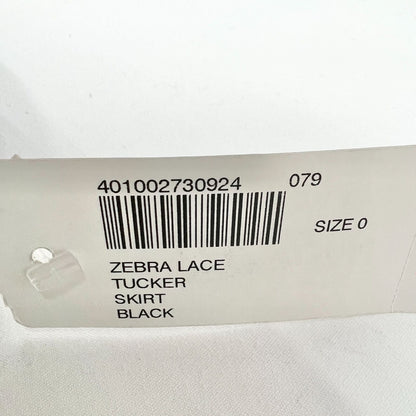 401002730924 079
SIZE 0
ZEBRA LACE
TUCKER
SKIRT
BLACK